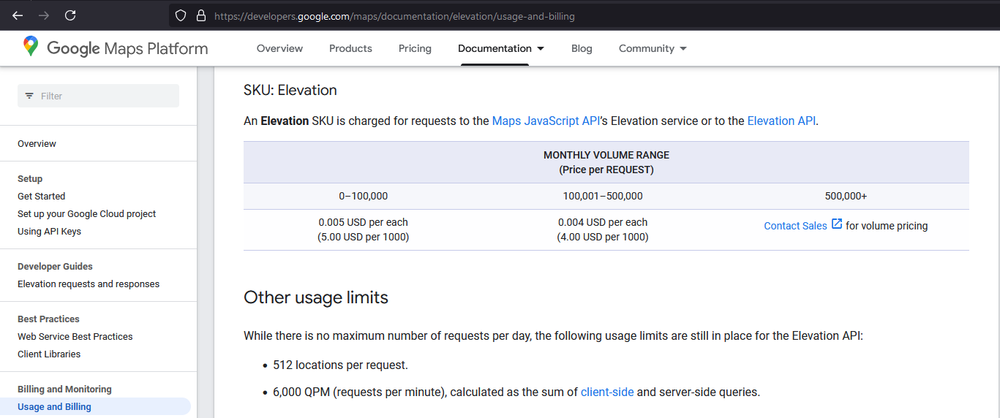 https://developers.google.com/maps/documentation/elevation/usage-and-billing
Google Maps Platform
Overview
Products
Pricing
Documentation
Blog
Community
Filter
Overview
Setup
Get Started
Set up your Google Cloud project
Using API Keys
Developer Guides
Elevation requests and responses
Best Practices
Web Service Best Practices
Client Libraries
Billing and Monitoring
Usage and Billing
SKU: Elevation
An Elevation SKU is charged for requests to the Maps JavaScript API’s Elevation service or to the Elevation API.
MONTHLY VOLUME RANGE
(Price per REQUEST)
0–100,000
100,001–500,000
500,000+
0.005 USD per each
(5.00 USD per 1000)
0.004 USD per each
(4.00 USD per 1000)
Contact Sales for volume pricing
Other usage limits
While there is no maximum number of requests per day, the following usage limits are still in place for the Elevation API:
• 512 locations per request.
• 6,000 QPM (requests per minute), calculated as the sum of client-side and server-side queries.